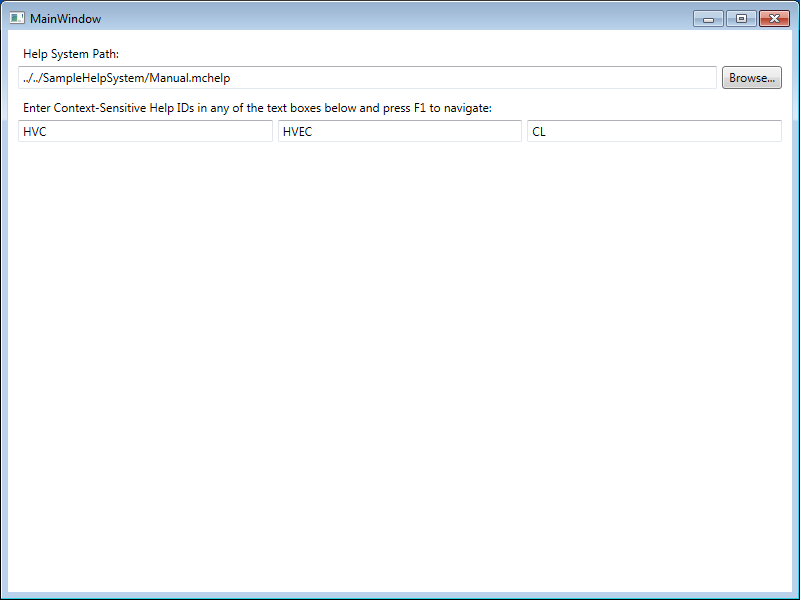 MainWindow
Help System Path:
../../SampleHelpSystem/Manual.mchelp Browse...
Enter Context-Sensitive Help IDs in any of the text boxes below and press F1 to navigate:
HVC HVEC CL